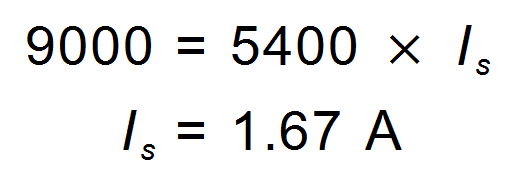 9000 = 5400 × Iₛ
Iₛ = 1.67 A